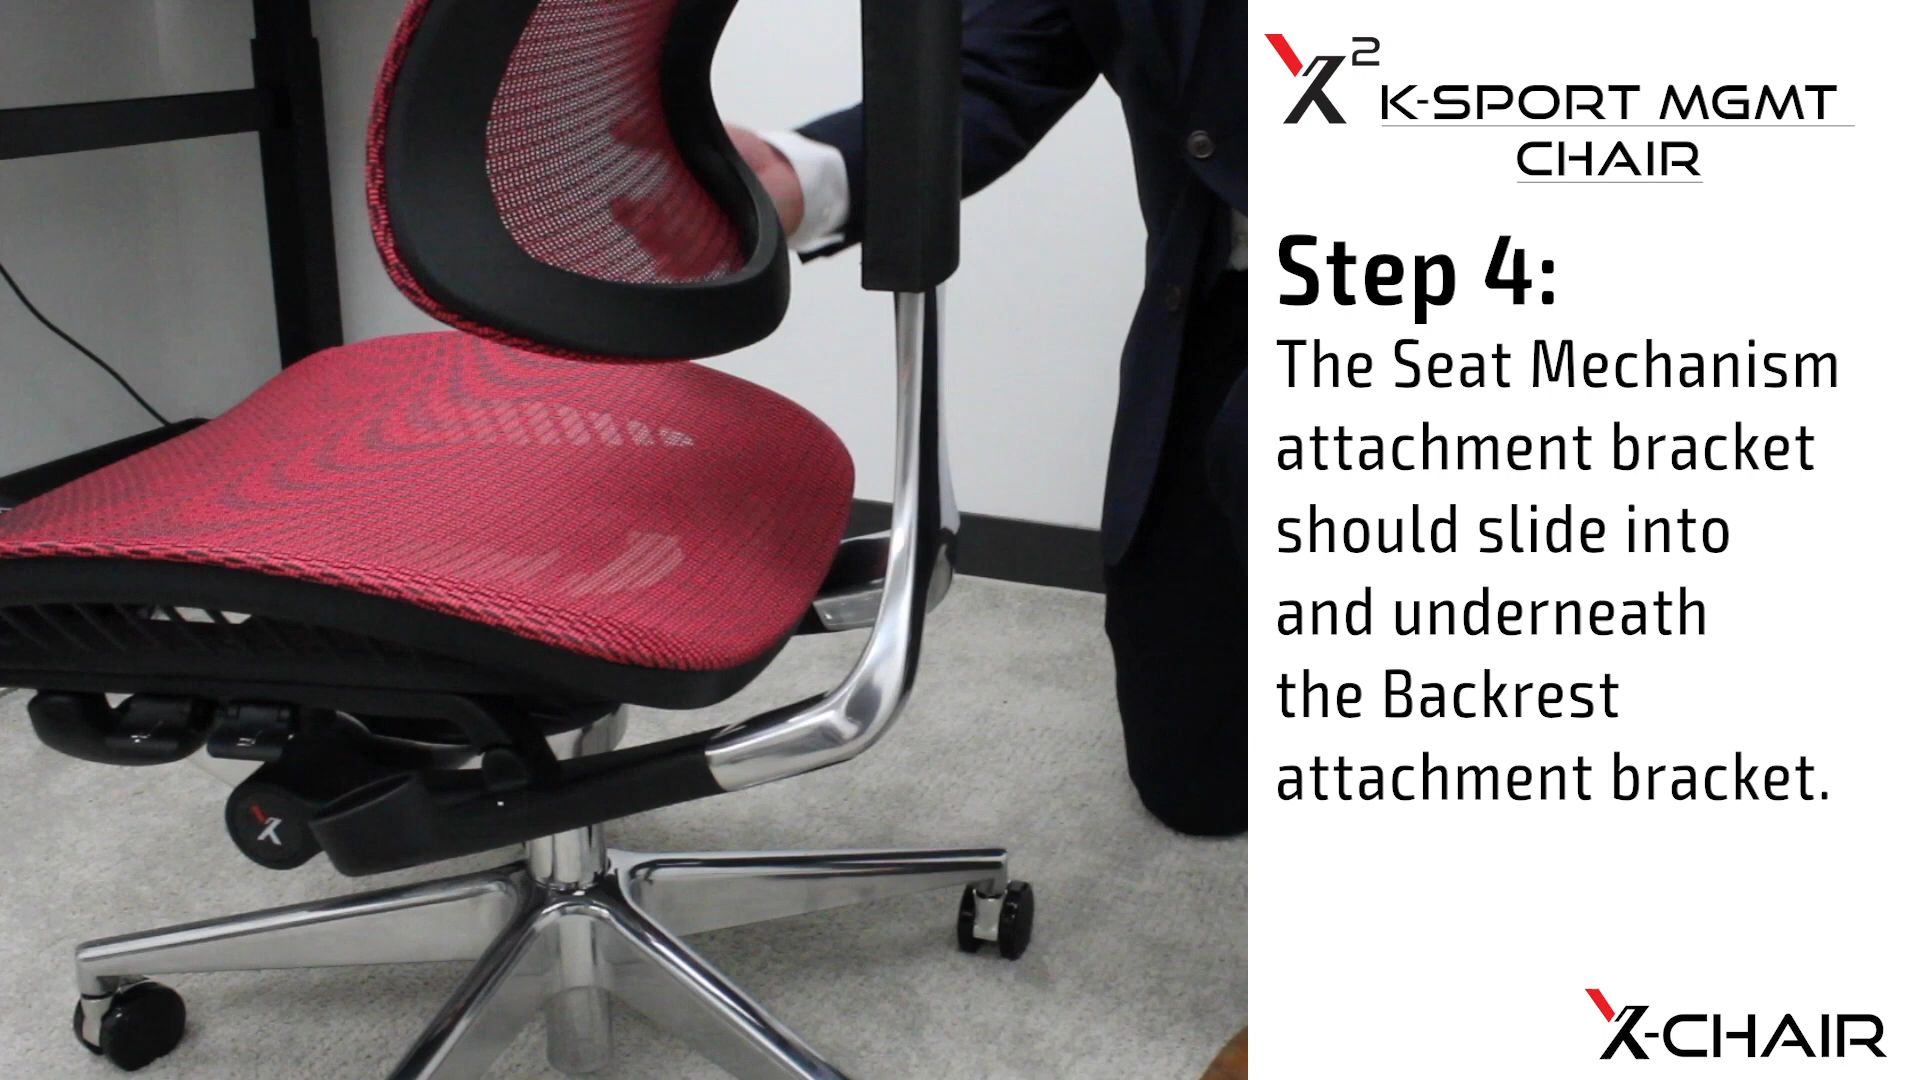 X² K-SPORT MGMT
CHAIR
Step 4:
The Seat Mechanism
attachment bracket
should slide into
and underneath
the Backrest
attachment bracket.
X-CHAIR